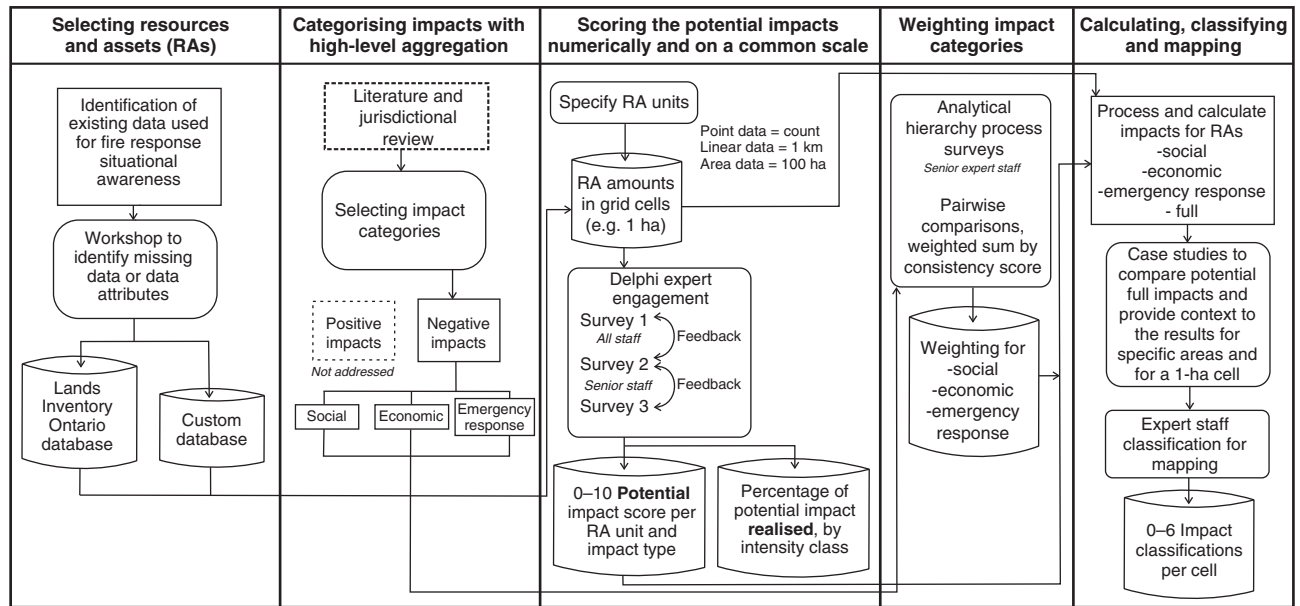 Selecting resources
and assets (RAs)
Identification of
existing data used
for fire response
situational
awareness
Workshop to
identify missing
data or data
attributes
Lands
Inventory
Ontario
database
Custom
database
Categorising impacts with
high-level aggregation
Literature and
jurisdictional
review
Selecting impact
categories
Positive
impacts
Not addressed
Negative
impacts
Social
Economic
Emergency
response
Scoring the potential impacts
numerically and on a common scale
Specify RA units
Point data = count
Linear data = 1 km
Area data = 100 ha
RA amounts
in grid cells
(e.g. 1 ha)
Delphi expert
engagement
Survey 1
All staff
Feedback
Survey 2
Senior staff
Feedback
Survey 3
0–10 Potential
impact score per
RA unit and
impact type
Percentage of
potential impact
realised, by
intensity class
Weighting impact
categories
Analytical
hierarchy process
surveys
Senior expert staff
Pairwise
comparisons,
weighted sum by
consistency score
Weighting for
-social
-economic
-emergency
response
Calculating, classifying
and mapping
Process and calculate
impacts for RAs
-social
-economic
-emergency response
- full
Case studies to
compare potential
full impacts and
provide context to
the results for
specific areas and
for a 1-ha cell
Expert staff
classification for
mapping
0–6 Impact
classifications
per cell